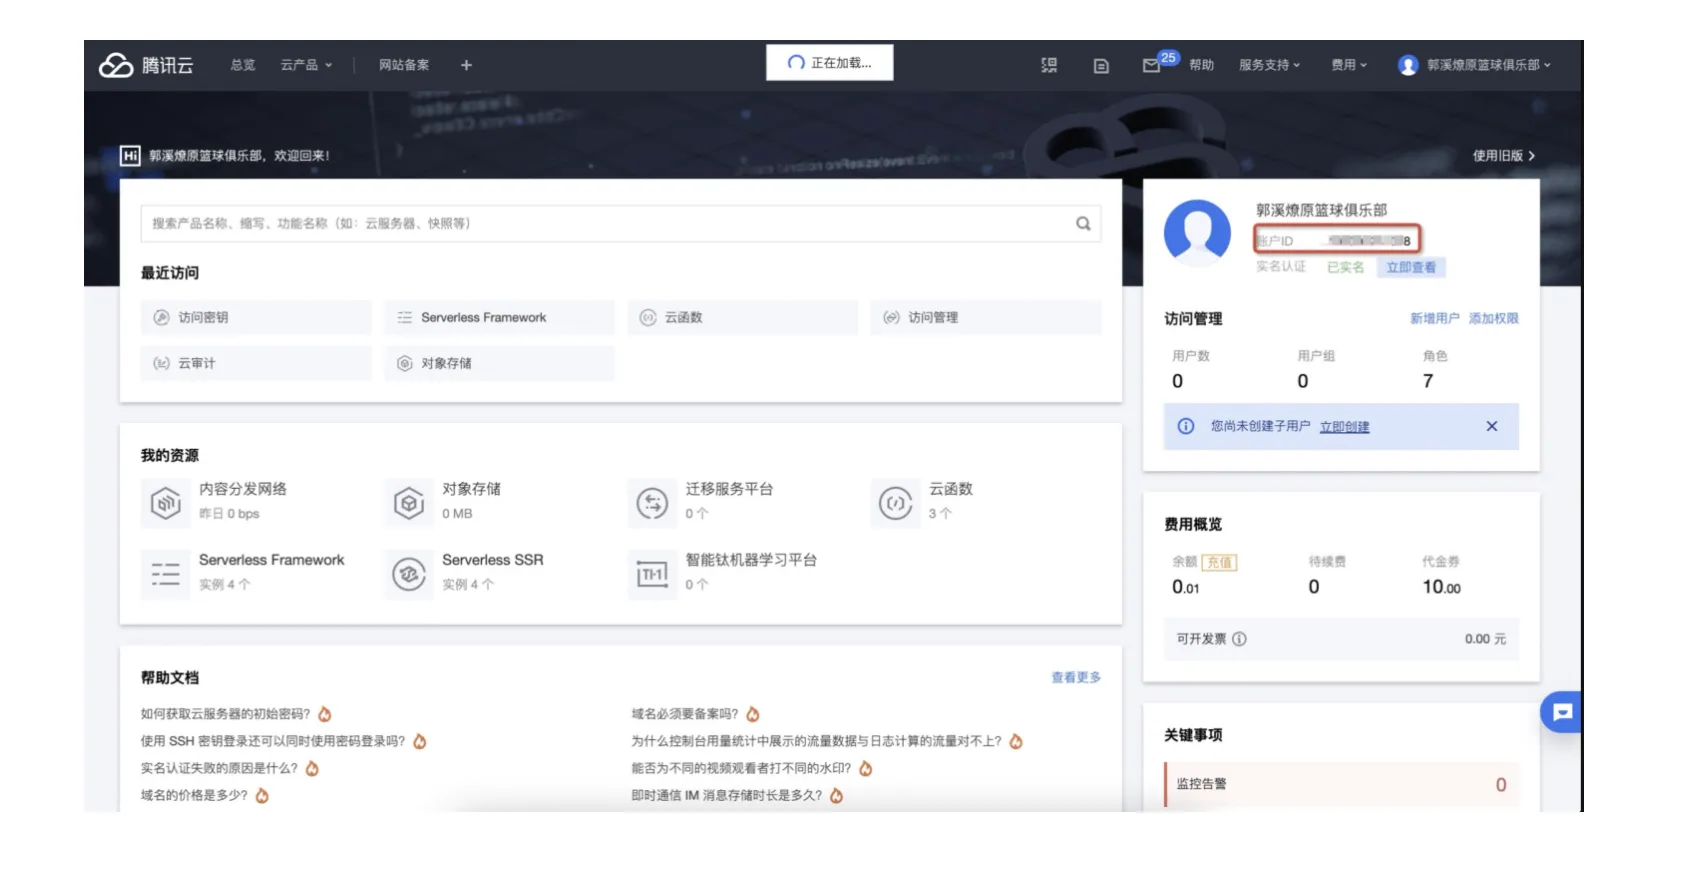 腾讯云 总览 云产品 网站备案 + 正在加载... 25 帮助 服务支持 费用 郭溪燎原篮球俱乐部
Hi 郭溪燎原篮球俱乐部，欢迎回来！ 使用旧版
搜索产品名称、缩写、功能名称（如：云服务器、快照等）
最近访问
访问密钥 Serverless Framework 云函数 访问管理
云审计 对象存储
我的资源
内容分发网络
昨日 0 bps
对象存储
0 MB
迁移服务平台
0 个
云函数
3 个
Serverless Framework
实例 4 个
Serverless SSR
实例 4 个
智能钛机器学习平台
0 个
帮助文档 查看更多
如何获取云服务器的初始密码？
使用 SSH 密钥登录还可以同时使用密码登录吗？
实名认证失败的原因是什么？
域名的价格是多少？
域名必须要备案吗？
为什么控制台用量统计中展示的流量数据与日志计算的流量对不上？
能否为不同的视频观看者打不同的水印？
即时通信 IM 消息存储时长是多久？
郭溪燎原篮球俱乐部
账户ID 8
实名认证 已实名 立即查看
访问管理 新增用户 添加权限
用户数 用户组 角色
0 0 7
您尚未创建子用户 立即创建
费用概览
余额 充值 待续费 代金券
0.01 0 10.00
可开发票 0.00 元
关键事项
监控告警 0